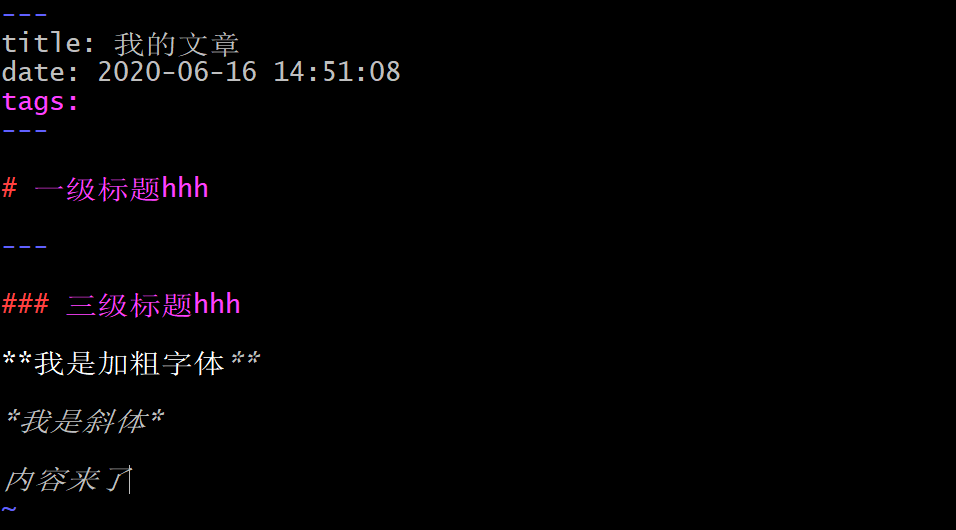 ---
title: 我的文章
date: 2020-06-16 14:51:08
tags:
---
# 一级标题hhh
---
### 三级标题hhh
**我是加粗字体**
*我是斜体*
内容来了
~